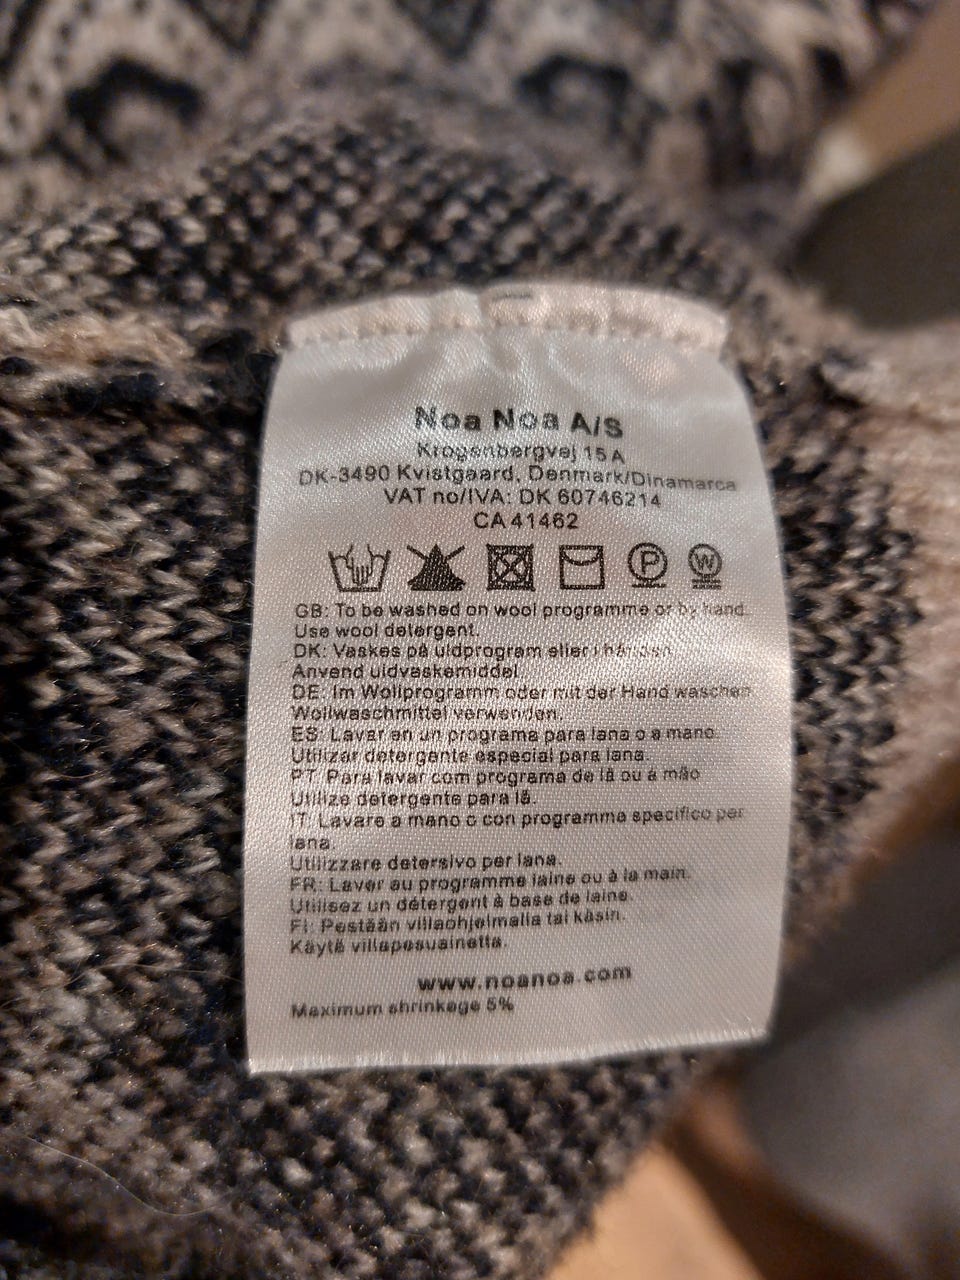 Noa Noa A/S
Krogenbergvej 15A
DK-3490 Kvistgaard, Denmark/Dinamarca
VAT no/IVA: DK 60746214
CA 41462
P W
GB: To be washed on wool programme or by hand.
Use wool detergent.
DK: Vaskes på uldprogram eller i hånden.
Anvend uldvaskemiddel.
DE: Im Wollprogramm oder mit der Hand waschen.
Wollwaschmittel verwenden.
ES: Lavar en un programa para lana o a mano.
Utilizar detergente especial para lana.
PT: Para lavar com programa de lã ou a mão
Utilize detergente para lã.
IT: Lavare a mano o con programma specifico per
lana.
Utilizzare detersivo per lana.
FR: Laver au programme laine ou à la main.
Utilisez un détergent à base de laine.
FI: Pestään villaohjelmalla tai käsin.
Käytä villapesuainetta.
www.noanoa.com
Maximum shrinkage 5%